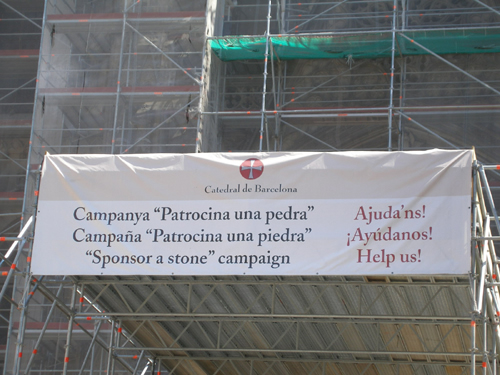 Catedral de Barcelona
Campanya “Patrocina una pedra” Ajuda'ns!
Campaña “Patrocina una piedra” ¡Ayúdanos!
“Sponsor a stone” campaign Help us!